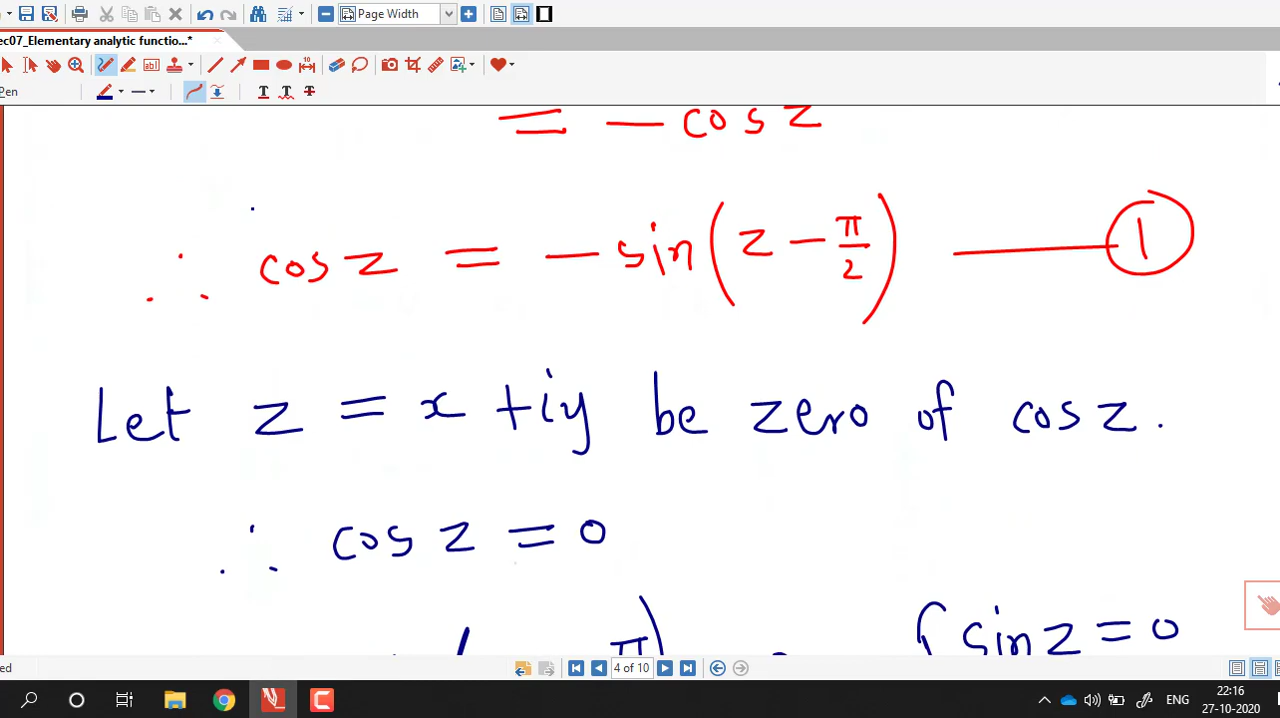 Page Width
ec07_Elementary analytic functio...*
Pen
= - cos z
∴ cos z = - sin(z - π/2) ——— ①
Let z = x + iy be zero of cos z.
∴ cos z = 0
π ( sin z = 0
4 of 10
ed
ENG
22:16
27-10-2020